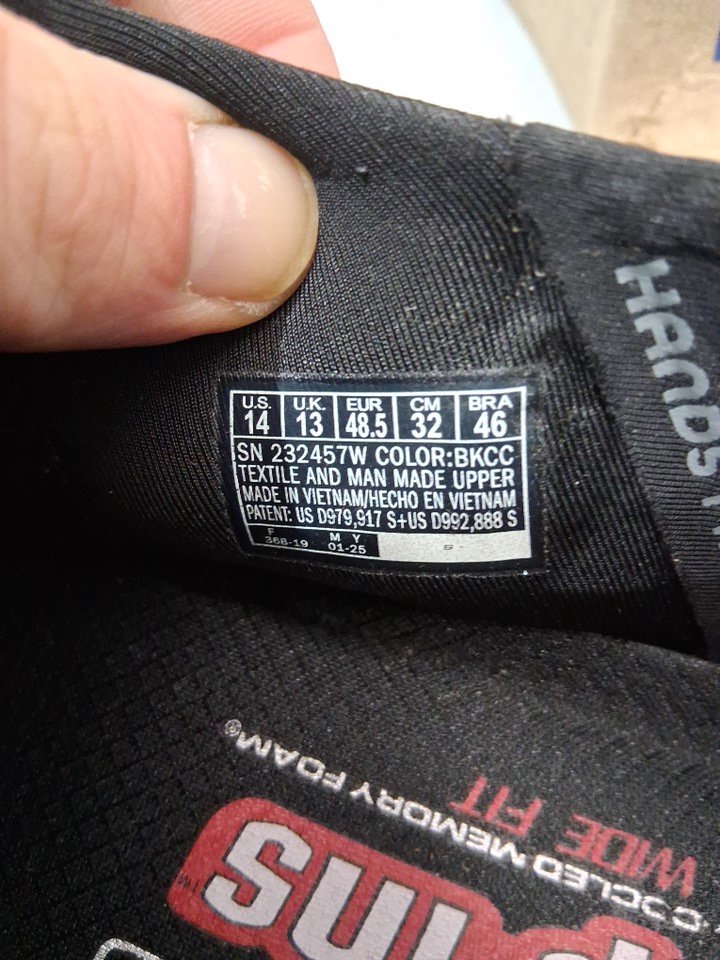 U.S. U.K. EUR CM BRA
14 13 48.5 32 46
SN 232457W COLOR:BKCC
TEXTILE AND MAN MADE UPPER
MADE IN VIETNAM/HECHO EN VIETNAM
PATENT: US D979,917 S+US D992,888 S
F M Y
368-19 01-25 S
HANDS
COOLED MEMORY FOAM®
WIDE FIT